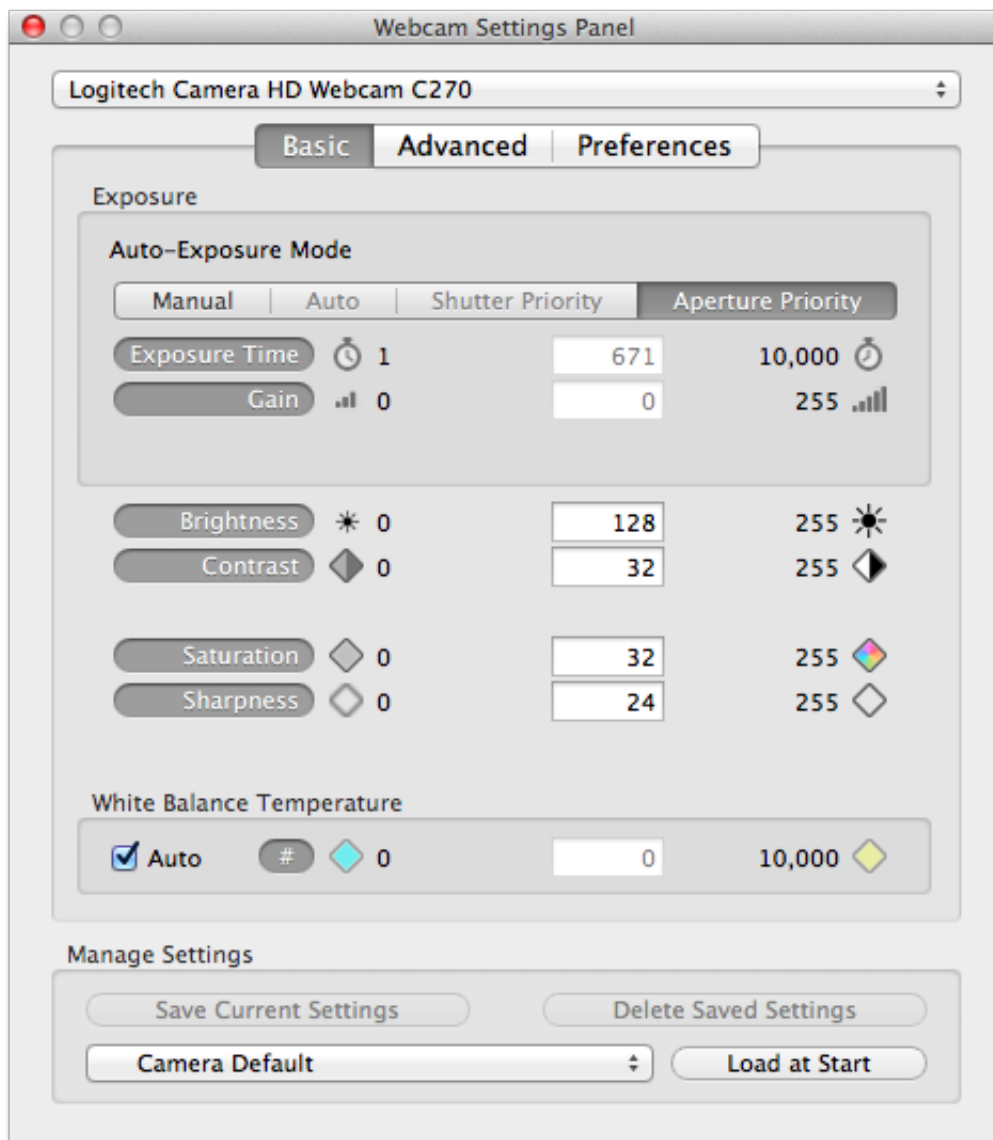 Webcam Settings Panel
Logitech Camera HD Webcam C270
Basic Advanced Preferences
Exposure
Auto-Exposure Mode
Manual Auto Shutter Priority Aperture Priority
Exposure Time 1 671 10,000
Gain 0 0 255
Brightness 0 128 255
Contrast 0 32 255
Saturation 0 32 255
Sharpness 0 24 255
White Balance Temperature
Auto # 0 0 10,000
Manage Settings
Save Current Settings Delete Saved Settings
Camera Default Load at Start